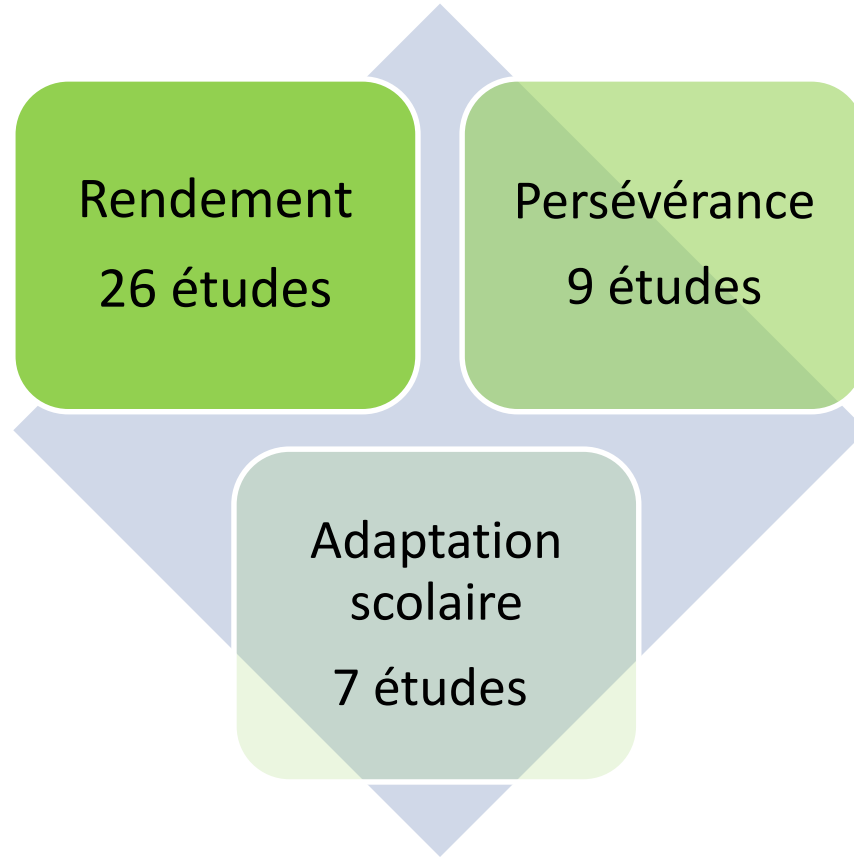 Rendement
26 études
Persévérance
9 études
Adaptation
scolaire
7 études